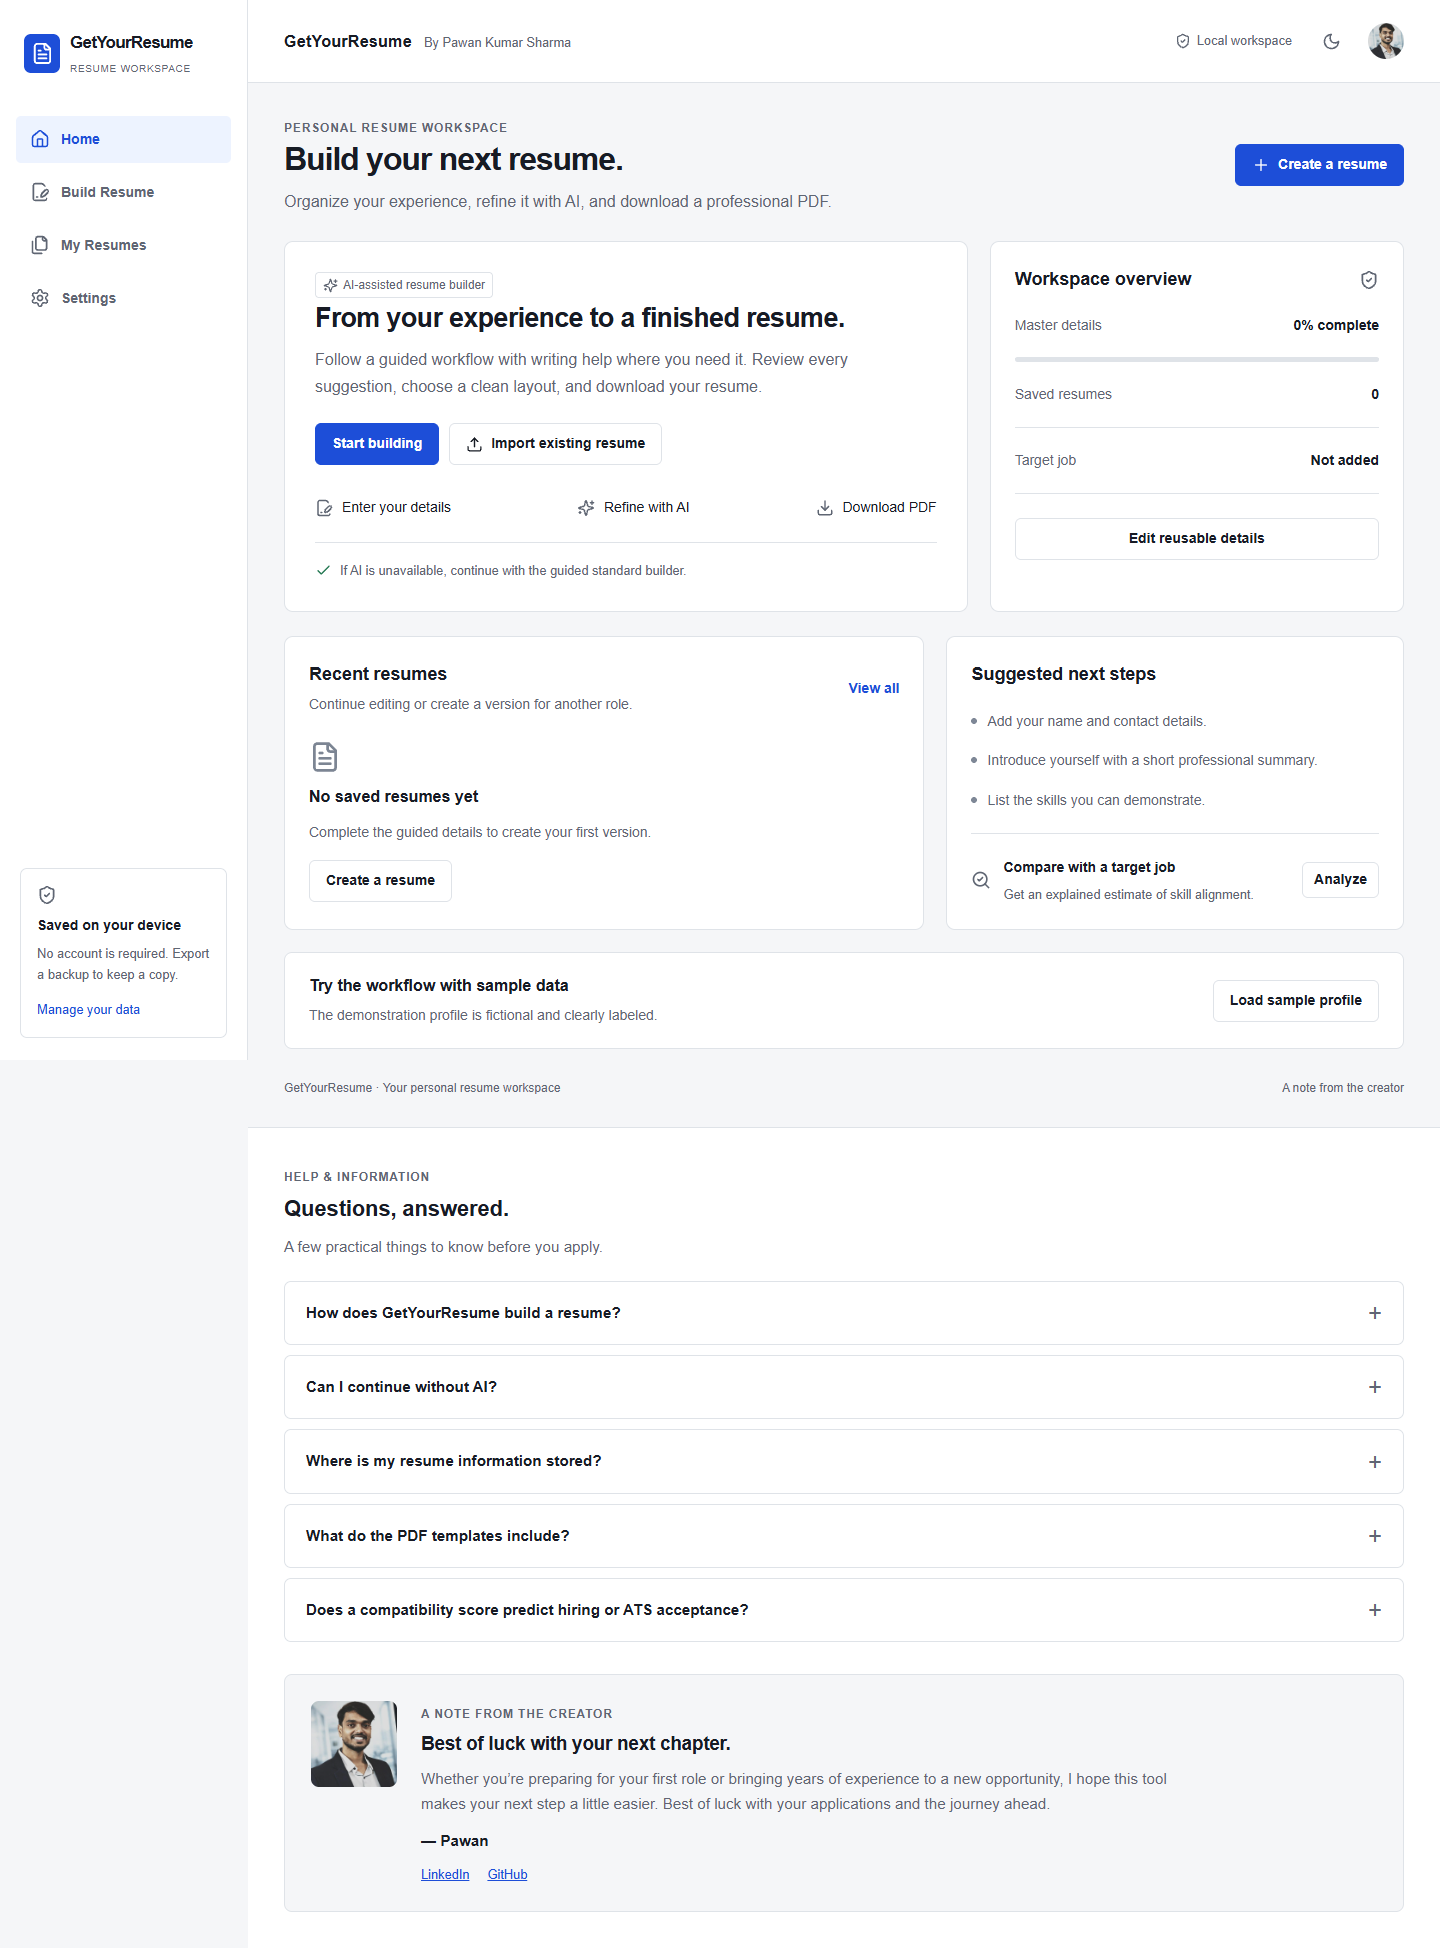 GetYourResume
RESUME WORKSPACE
Home
Build Resume
My Resumes
Settings
Saved on your device
No account is required. Export
a backup to keep a copy.
Manage your data
GetYourResume By Pawan Kumar Sharma
Local workspace
PERSONAL RESUME WORKSPACE
Build your next resume.
Organize your experience, refine it with AI, and download a professional PDF.
Create a resume
AI-assisted resume builder
From your experience to a finished resume.
Follow a guided workflow with writing help where you need it. Review every
suggestion, choose a clean layout, and download your resume.
Start building
Import existing resume
Enter your details
Refine with AI
Download PDF
If AI is unavailable, continue with the guided standard builder.
Workspace overview
Master details 0% complete
Saved resumes 0
Target job Not added
Edit reusable details
Recent resumes
Continue editing or create a version for another role.
View all
No saved resumes yet
Complete the guided details to create your first version.
Create a resume
Suggested next steps
Add your name and contact details.
Introduce yourself with a short professional summary.
List the skills you can demonstrate.
Compare with a target job
Get an explained estimate of skill alignment.
Analyze
Try the workflow with sample data
The demonstration profile is fictional and clearly labeled.
Load sample profile
GetYourResume · Your personal resume workspace
A note from the creator
HELP & INFORMATION
Questions, answered.
A few practical things to know before you apply.
How does GetYourResume build a resume?
Can I continue without AI?
Where is my resume information stored?
What do the PDF templates include?
Does a compatibility score predict hiring or ATS acceptance?
A NOTE FROM THE CREATOR
Best of luck with your next chapter.
Whether you’re preparing for your first role or bringing years of experience to a new opportunity, I hope this tool
makes your next step a little easier. Best of luck with your applications and the journey ahead.
— Pawan
LinkedIn GitHub